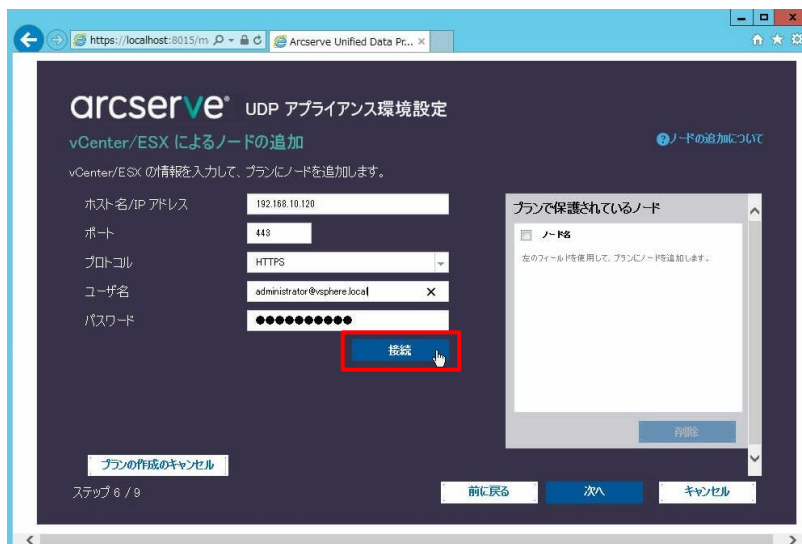 https://localhost:8015/m
Arcserve Unified Data Pr...
arcserve® UDP アプライアンス環境設定
vCenter/ESX によるノードの追加
ノードの追加について
vCenter/ESX の情報を入力して、プランにノードを追加します。
ホスト名/IP アドレス 192.168.10.120
ポート 443
プロトコル HTTPS
ユーザ名 administrator@vsphere.local
パスワード ●●●●●●●●●●
接続
プランで保護されているノード
ノード名
左のフィールドを使用して、プランにノードを追加します。
削除
プランの作成のキャンセル
ステップ 6 / 9
前に戻る 次へ キャンセル